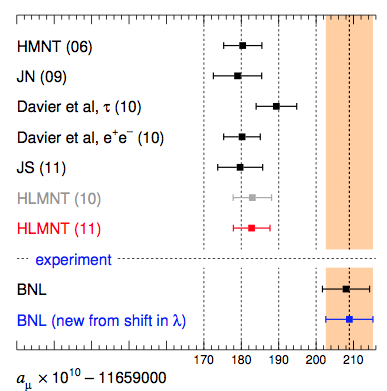 HMNT (06)
JN (09)
Davier et al, τ (10)
Davier et al, e⁺e⁻ (10)
JS (11)
HLMNT (10)
HLMNT (11)
experiment
BNL
BNL (new from shift in λ)
170 180 190 200 210
aμ × 10¹⁰ – 11659000